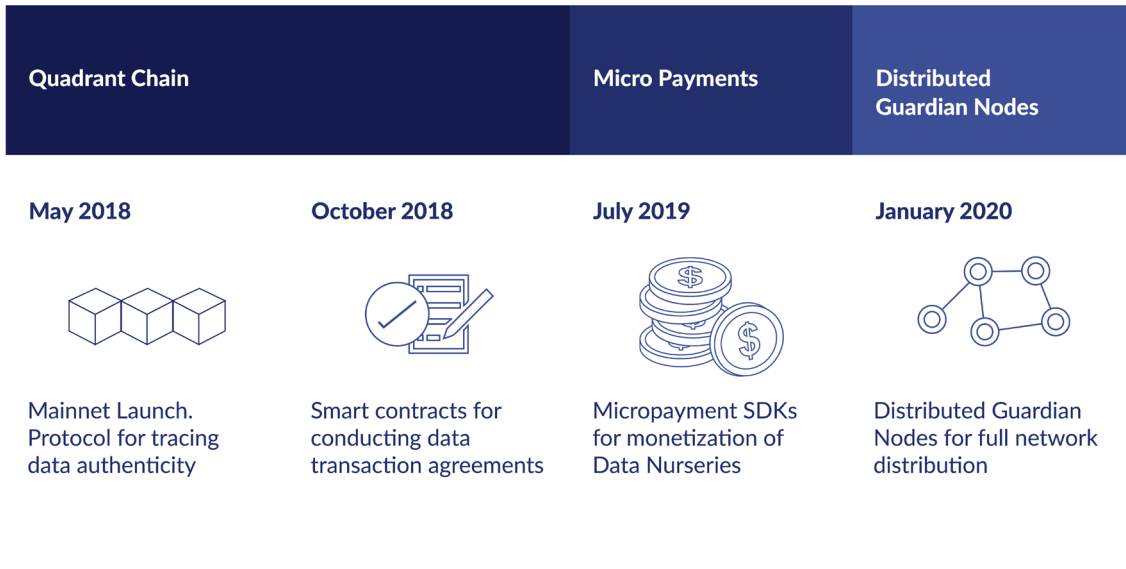 Quadrant Chain
Micro Payments
Distributed
Guardian Nodes
May 2018
October 2018
July 2019
January 2020
$
$
Mainnet Launch.
Protocol for tracing
data authenticity
Smart contracts for
conducting data
transaction agreements
Micropayment SDKs
for monetization of
Data Nurseries
Distributed Guardian
Nodes for full network
distribution